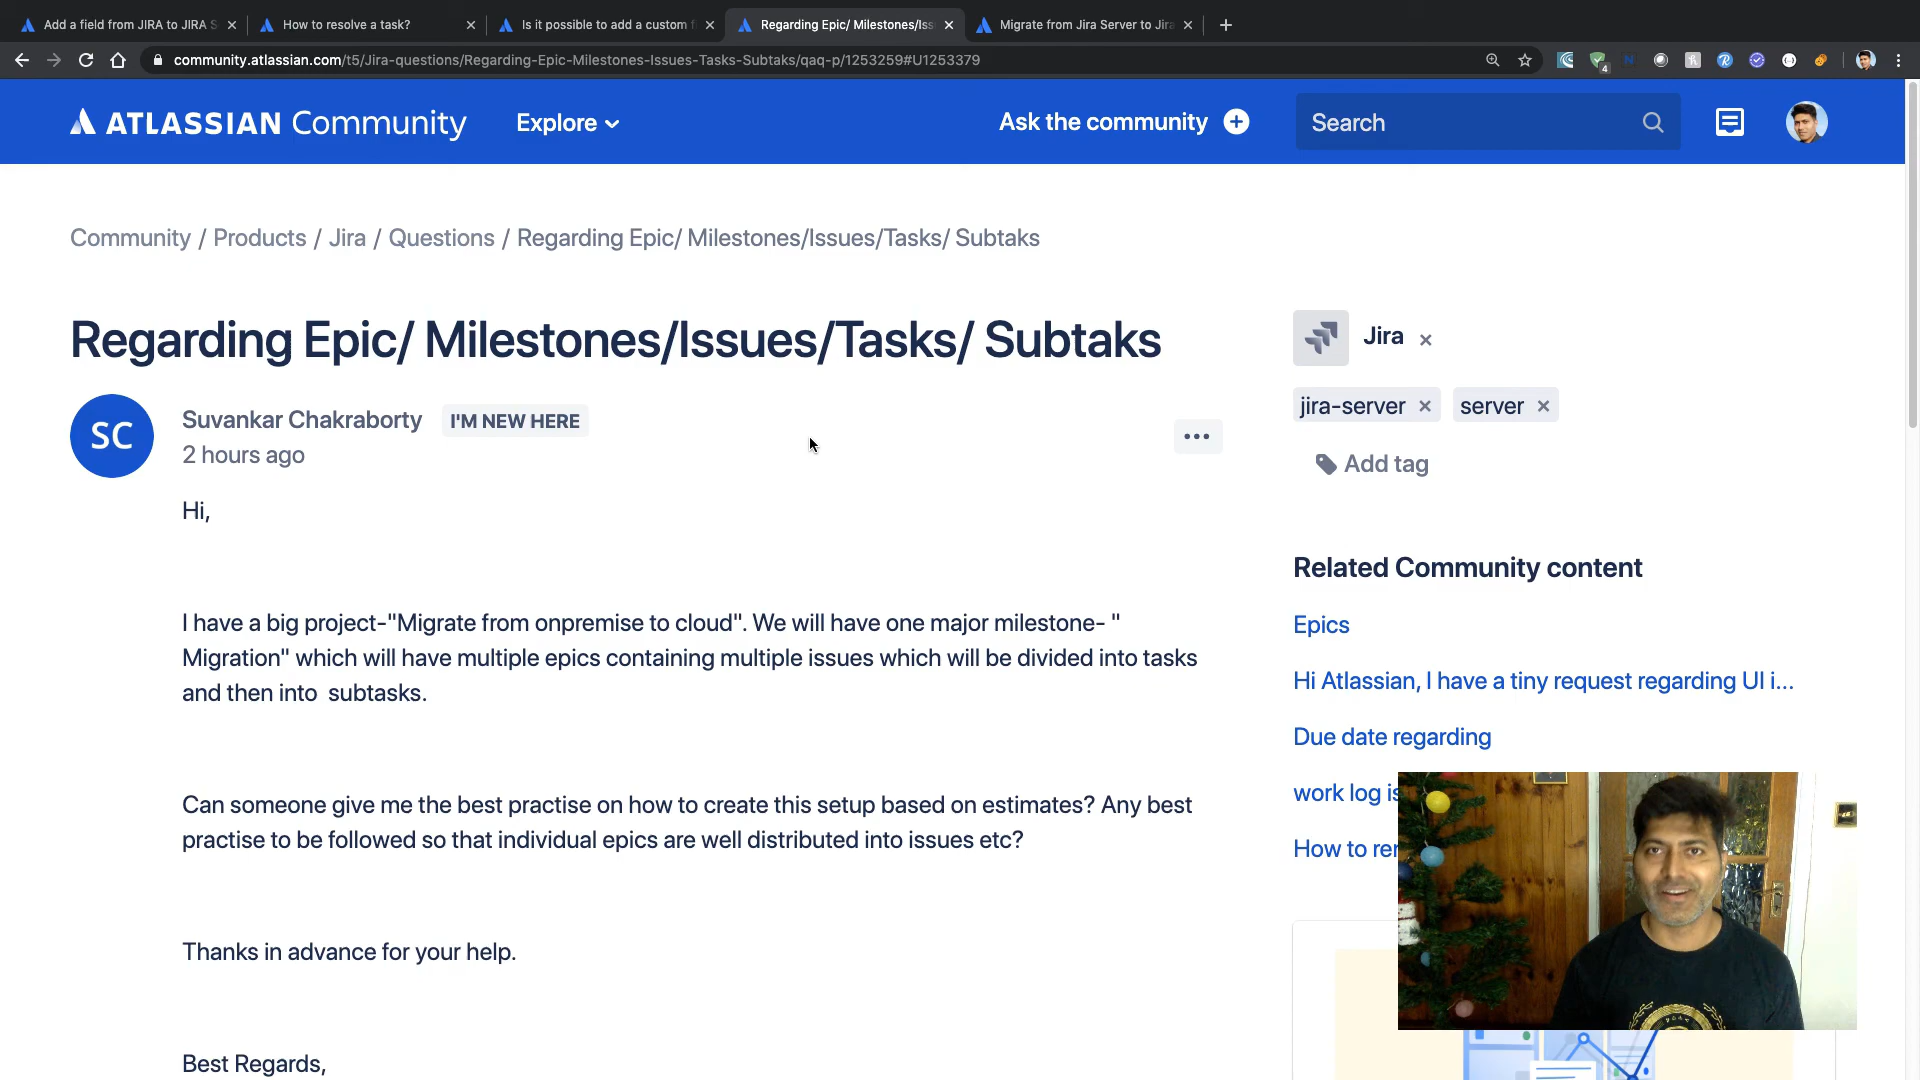 Add a field from JIRA to JIRA S
How to resolve a task?
Is it possible to add a custom f
Regarding Epic/ Milestones/Iss
Migrate from Jira Server to Jira
community.atlassian.com/t5/Jira-questions/Regarding-Epic-Milestones-Issues-Tasks-Subtaks/qaq-p/1253259#U1253379
4
ATLASSIAN Community
Explore
Ask the community
Search
Community / Products / Jira / Questions / Regarding Epic/ Milestones/Issues/Tasks/ Subtaks
Regarding Epic/ Milestones/Issues/Tasks/ Subtaks
SC
Suvankar Chakraborty
I'M NEW HERE
2 hours ago
Hi,
I have a big project-"Migrate from onpremise to cloud". We will have one major milestone- "
Migration" which will have multiple epics containing multiple issues which will be divided into tasks
and then into subtasks.
Can someone give me the best practise on how to create this setup based on estimates? Any best
practise to be followed so that individual epics are well distributed into issues etc?
Thanks in advance for your help.
Best Regards,
Jira
jira-server
server
Add tag
Related Community content
Epics
Hi Atlassian, I have a tiny request regarding UI i...
Due date regarding
work log is
How to rer